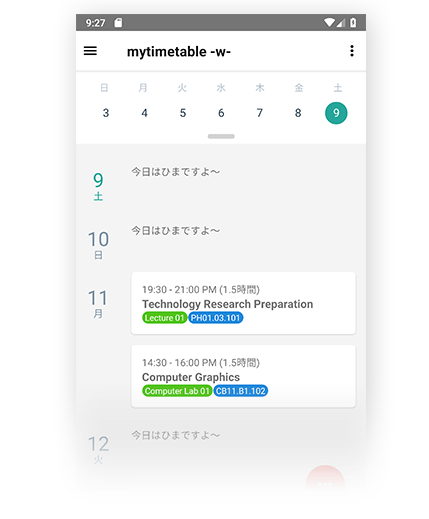 9:27
mytimetable -w-
日 月 火 水 木 金 土
3 4 5 6 7 8 9
9
土
今日はひまですよ〜
10
日
今日はひまですよ〜
11
月
19:30 - 21:00 PM (1.5時間)
Technology Research Preparation
Lecture 01 PH01.03.101
14:30 - 16:00 PM (1.5時間)
Computer Graphics
Computer Lab 01 CB11.B1.102
12
火
今日はひまですよ〜